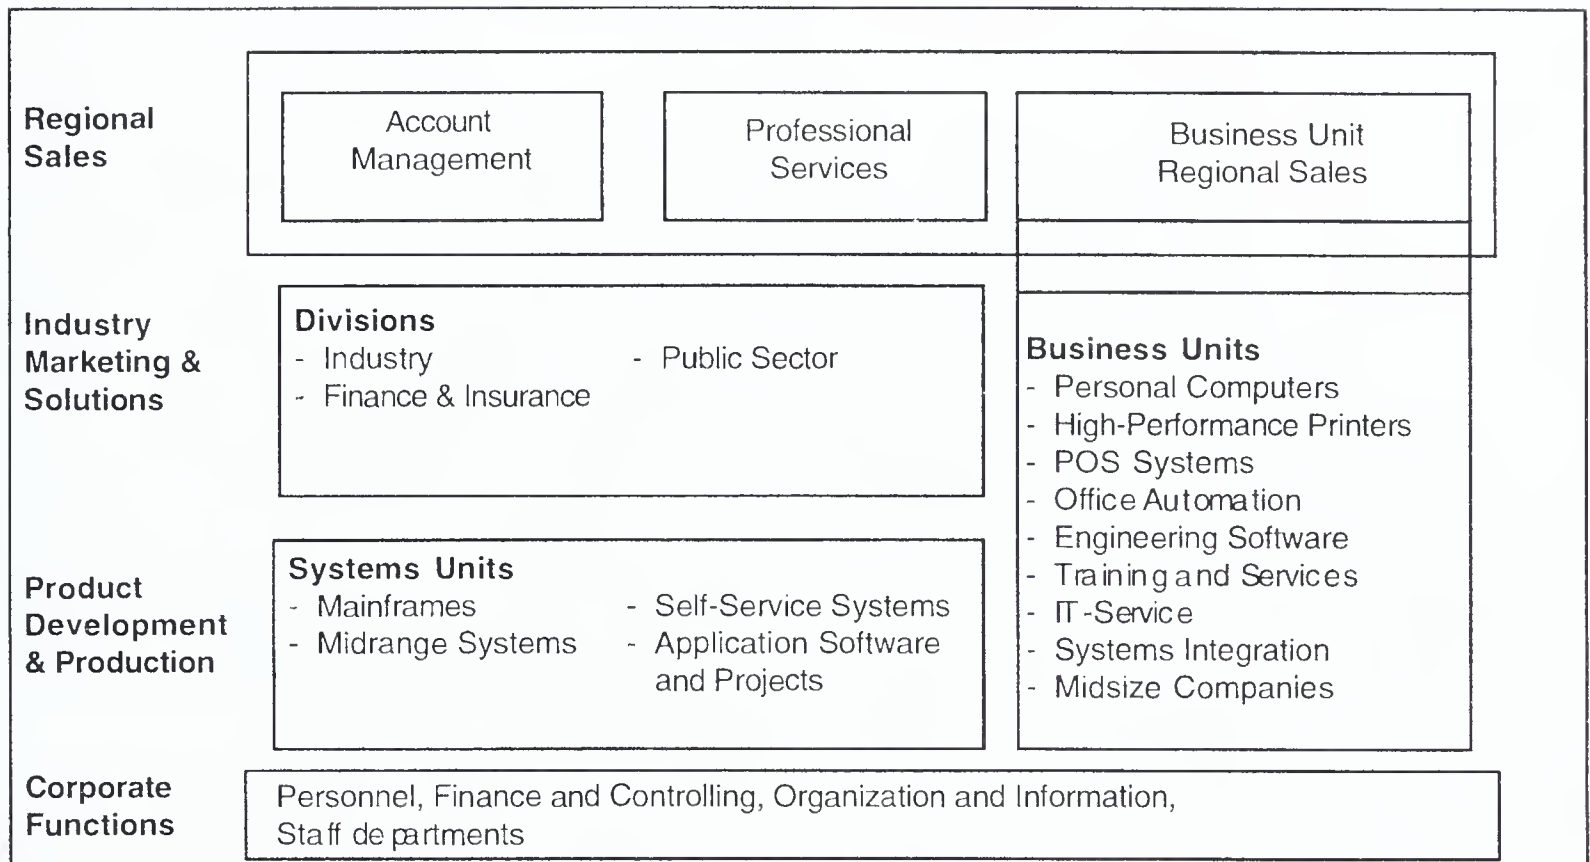 Regional
Sales
Account
Management
Professional
Services
Business Unit
Regional Sales
Industry
Marketing &
Solutions
Divisions
- Industry
- Finance & Insurance
- Public Sector
Business Units
- Personal Computers
- High-Performance Printers
- POS Systems
- Office Automation
- Engineering Software
- Training and Services
- IT-Service
- Systems Integration
- Midsize Companies
Product
Development
& Production
Systems Units
- Mainframes
- Midrange Systems
- Self-Service Systems
- Application Software
and Projects
Corporate
Functions
Personnel, Finance and Controlling, Organization and Information,
Staff departments